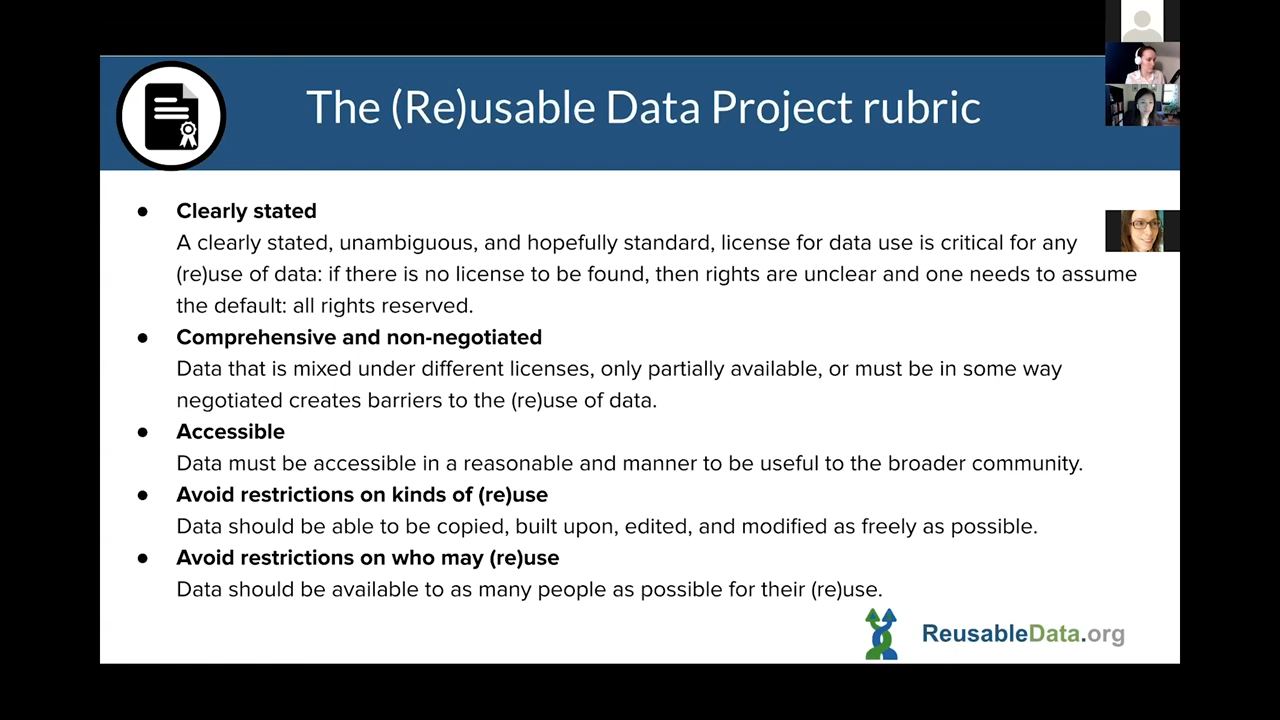 The (Re)usable Data Project rubric
● Clearly stated
A clearly stated, unambiguous, and hopefully standard, license for data use is critical for any
(re)use of data: if there is no license to be found, then rights are unclear and one needs to assume
the default: all rights reserved.
● Comprehensive and non-negotiated
Data that is mixed under different licenses, only partially available, or must be in some way
negotiated creates barriers to the (re)use of data.
● Accessible
Data must be accessible in a reasonable and manner to be useful to the broader community.
● Avoid restrictions on kinds of (re)use
Data should be able to be copied, built upon, edited, and modified as freely as possible.
● Avoid restrictions on who may (re)use
Data should be available to as many people as possible for their (re)use.
ReusableData.org